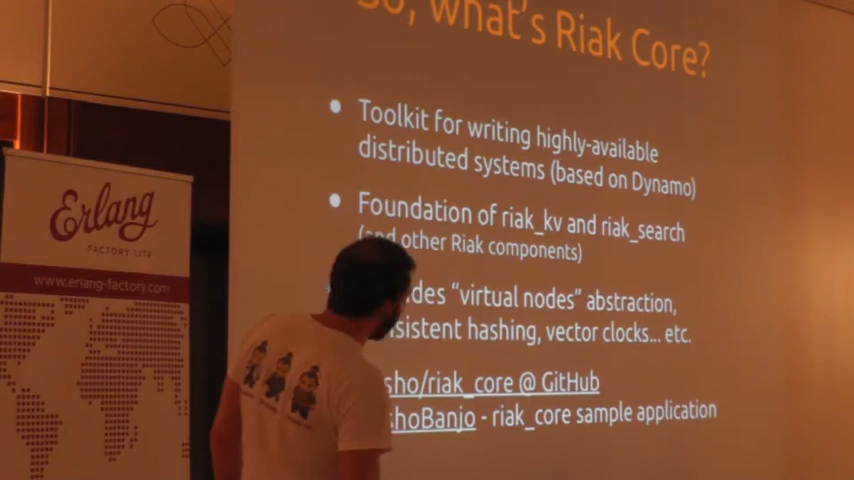 So, what's Riak Core?
• Toolkit for writing highly-available
distributed systems (based on Dynamo)
• Foundation of riak_kv and riak_search
(and other Riak components)
"virtual nodes" abstraction,
hashing, vector clocks... etc.
sho/riak_core @ GitHub
shoBanjo - riak_core sample application
Erlang
FACTORY LITE
www.erlang-factory.com